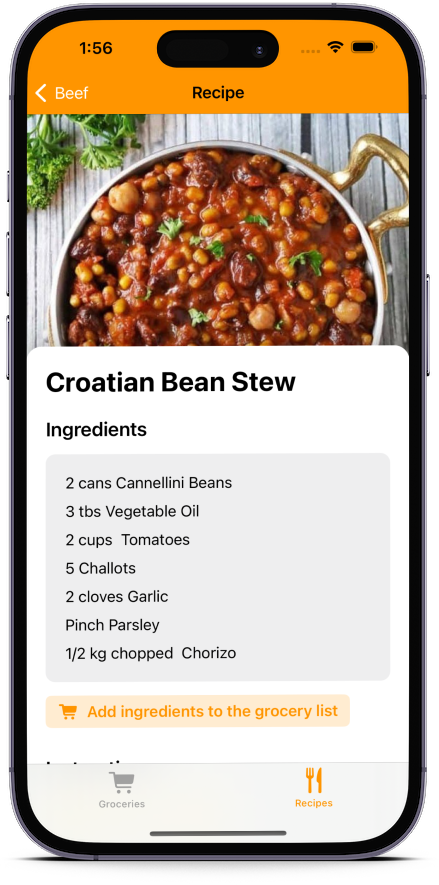 1:56
Beef
Recipe
Croatian Bean Stew
Ingredients
2 cans Cannellini Beans
3 tbs Vegetable Oil
2 cups  Tomatoes
5 Challots
2 cloves Garlic
Pinch Parsley
1/2 kg chopped  Chorizo
Add ingredients to the grocery list
Groceries
Recipes